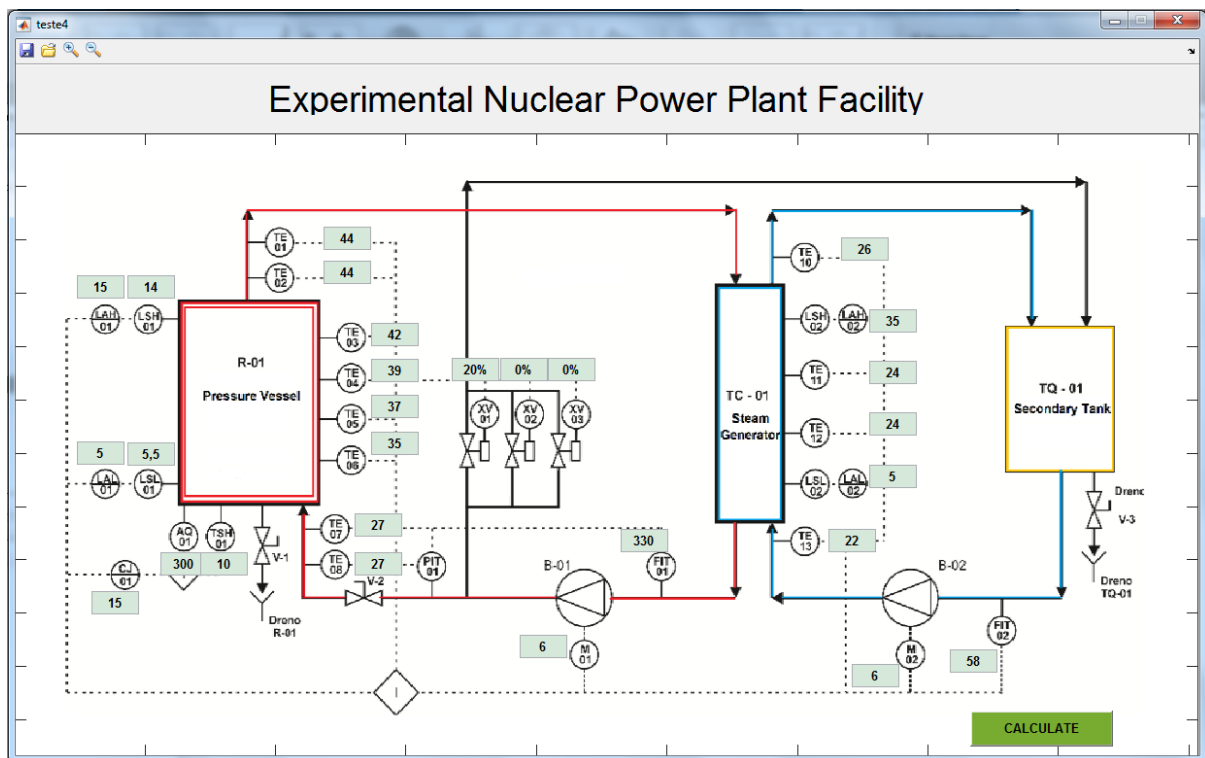 teste4
Experimental Nuclear Power Plant Facility
TE
01
44
TE
02
44
TE
10
26
15
14
LAH
01
LSH
01
TE
03
42
LSH
02
LAH
02
35
R-01
Pressure Vessel
TE
04
39
20%
0%
0%
TE
11
24
TE
05
37
XV
01
XV
02
XV
03
TC - 01
Steam
Generator
TQ - 01
Secondary Tank
TE
12
24
TE
06
35
5
5,5
LAL
01
LSL
01
LSL
02
LAL
02
5
Dreno
V-3
AQ
01
TSH
01
V-1
TE
07
27
330
TE
13
22
300
10
TE
08
27
PIT
01
FIT
01
B-01
B-02
CJ
01
15
V-2
Dreno
R-01
Dreno
TQ-01
6
M
01
M
02
6
FIT
02
58
I
CALCULATE